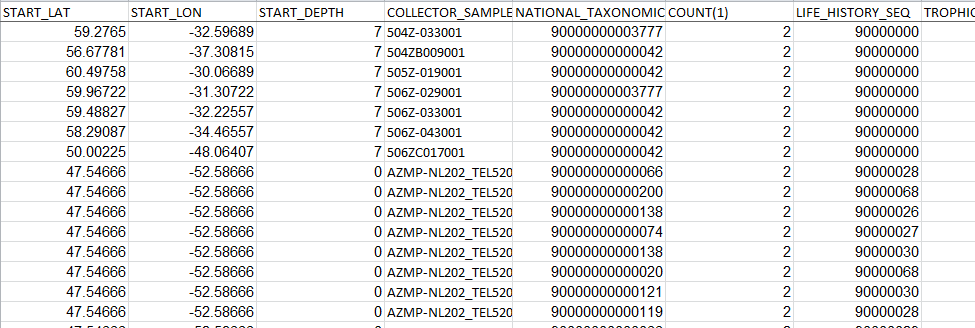 START_LAT START_LON START_DEPTH COLLECTOR_SAMPLE NATIONAL_TAXONOMIC COUNT(1) LIFE_HISTORY_SEQ TROPHIC
59.2765 -32.59689 7 504Z-033001 90000000003777 2 90000000
56.67781 -37.30815 7 504ZB009001 90000000000042 2 90000000
60.49758 -30.06689 7 505Z-019001 90000000000042 2 90000000
59.96722 -31.30722 7 506Z-029001 90000000003777 2 90000000
59.48827 -32.22557 7 506Z-033001 90000000000042 2 90000000
58.29087 -34.46557 7 506Z-043001 90000000000042 2 90000000
50.00225 -48.06407 7 506ZC017001 90000000000042 2 90000000
47.54666 -52.58666 0 AZMP-NL202_TEL520 90000000000066 2 90000028
47.54666 -52.58666 0 AZMP-NL202_TEL520 90000000000200 2 90000068
47.54666 -52.58666 0 AZMP-NL202_TEL520 90000000000138 2 90000026
47.54666 -52.58666 0 AZMP-NL202_TEL520 90000000000074 2 90000027
47.54666 -52.58666 0 AZMP-NL202_TEL520 90000000000138 2 90000030
47.54666 -52.58666 0 AZMP-NL202_TEL520 90000000000020 2 90000068
47.54666 -52.58666 0 AZMP-NL202_TEL520 90000000000121 2 90000030
47.54666 -52.58666 0 AZMP-NL202_TEL520 90000000000119 2 90000028